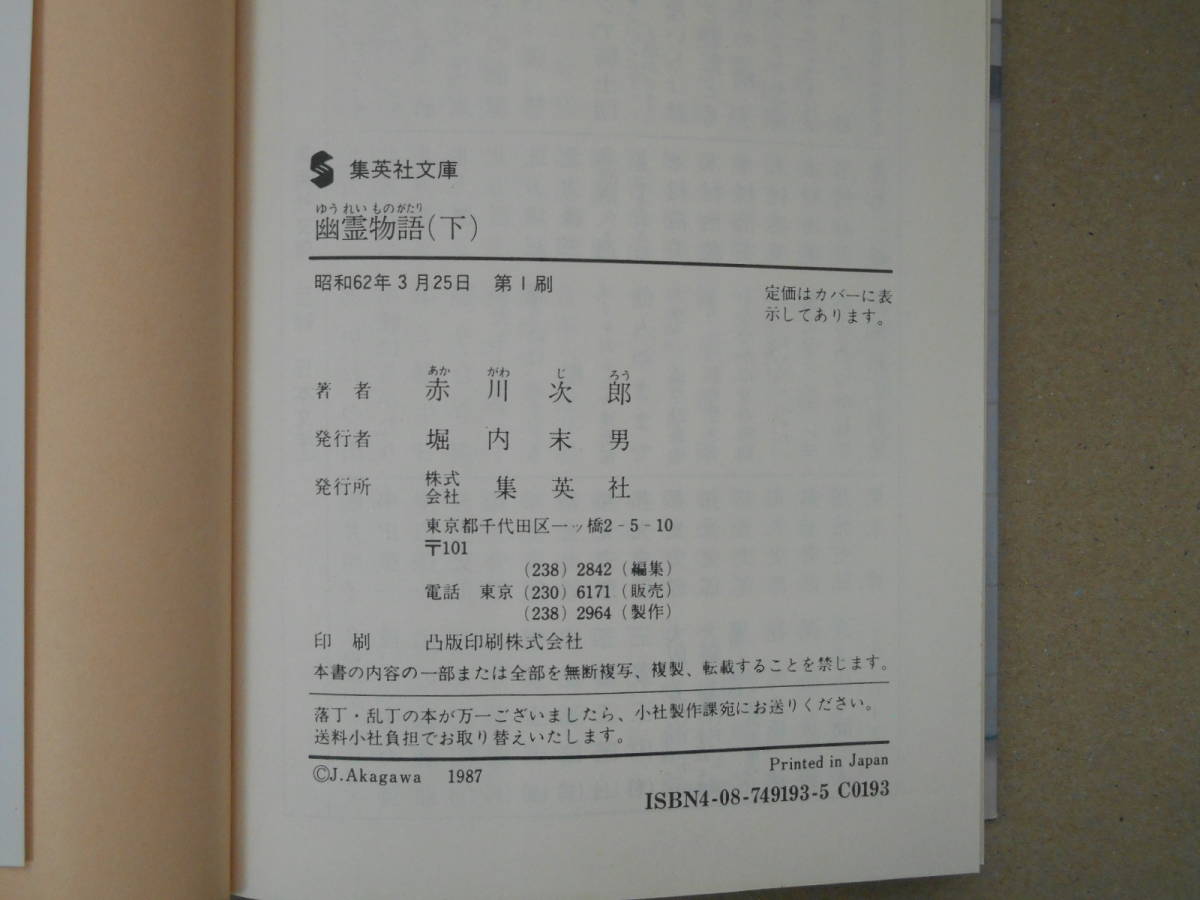 集英社文庫
ゆうれいものがたり
幽霊物語(下)
昭和62年3月25日 第1刷
定価はカバーに表
示してあります。
あか がわ じ ろう
著者 赤川次郎
発行者 堀内末男
発行所 株式会社 集英社
東京都千代田区一ッ橋2-5-10
〒101
(238)2842(編集)
電話 東京(230)6171(販売)
(238)2964(製作)
印刷 凸版印刷株式会社
本書の内容の一部または全部を無断複写、複製、転載することを禁じます。
落丁・乱丁の本が万一ございましたら、小社製作課宛にお送りください。
送料小社負担でお取り替えいたします。
©J.Akagawa 1987
Printed in Japan
ISBN4-08-749193-5 C0193